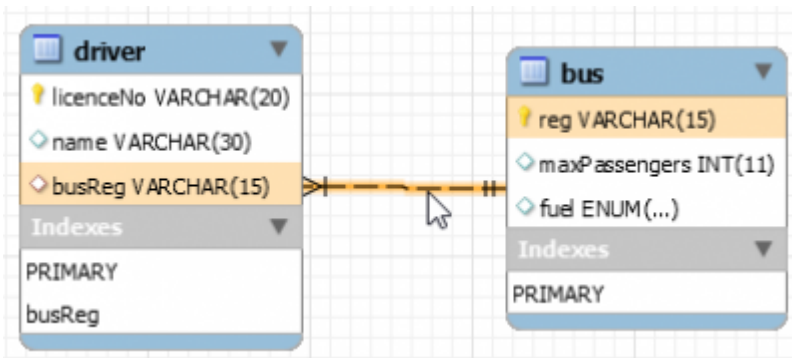 driver
licenceNo VARCHAR(20)
name VARCHAR(30)
busReg VARCHAR(15)
Indexes
PRIMARY
busReg
bus
reg VARCHAR(15)
maxPassengers INT(11)
fuel ENUM(...)
Indexes
PRIMARY